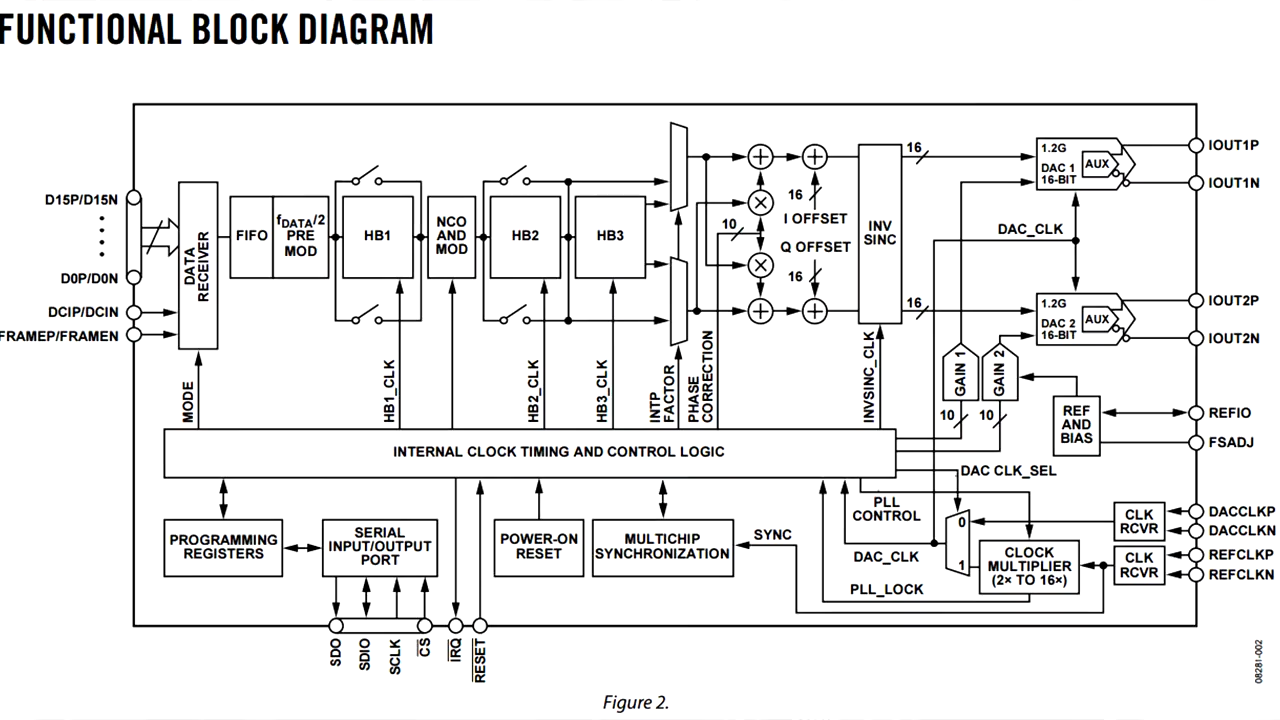 FUNCTIONAL BLOCK DIAGRAM
D15P/D15N
D0P/D0N
DCIP/DCIN
FRAMEP/FRAMEN
DATA
RECEIVER
FIFO
fDATA/2
PRE
MOD
HB1
NCO
AND
MOD
HB2
HB3
10
16
I OFFSET
Q OFFSET
16
INV
SINC
16
16
1.2G
DAC 1
16-BIT
AUX
DAC_CLK
1.2G
DAC 2
16-BIT
AUX
IOUT1P
IOUT1N
IOUT2P
IOUT2N
REFIO
FSADJ
MODE
HB1_CLK
HB2_CLK
HB3_CLK
INTP
FACTOR
PHASE
CORRECTION
INVSINC_CLK
GAIN 1
GAIN 2
10
10
REF
AND
BIAS
INTERNAL CLOCK TIMING AND CONTROL LOGIC
DAC CLK_SEL
PLL
CONTROL
0
1
DAC_CLK
PLL_LOCK
SYNC
PROGRAMMING
REGISTERS
SERIAL
INPUT/OUTPUT
PORT
POWER-ON
RESET
MULTICHIP
SYNCHRONIZATION
CLOCK
MULTIPLIER
(2× TO 16×)
CLK
RCVR
CLK
RCVR
DACCLKP
DACCLKN
REFCLKP
REFCLKN
SDO
SDIO
SCLK
CS
IRQ
RESET
08281-002
Figure 2.